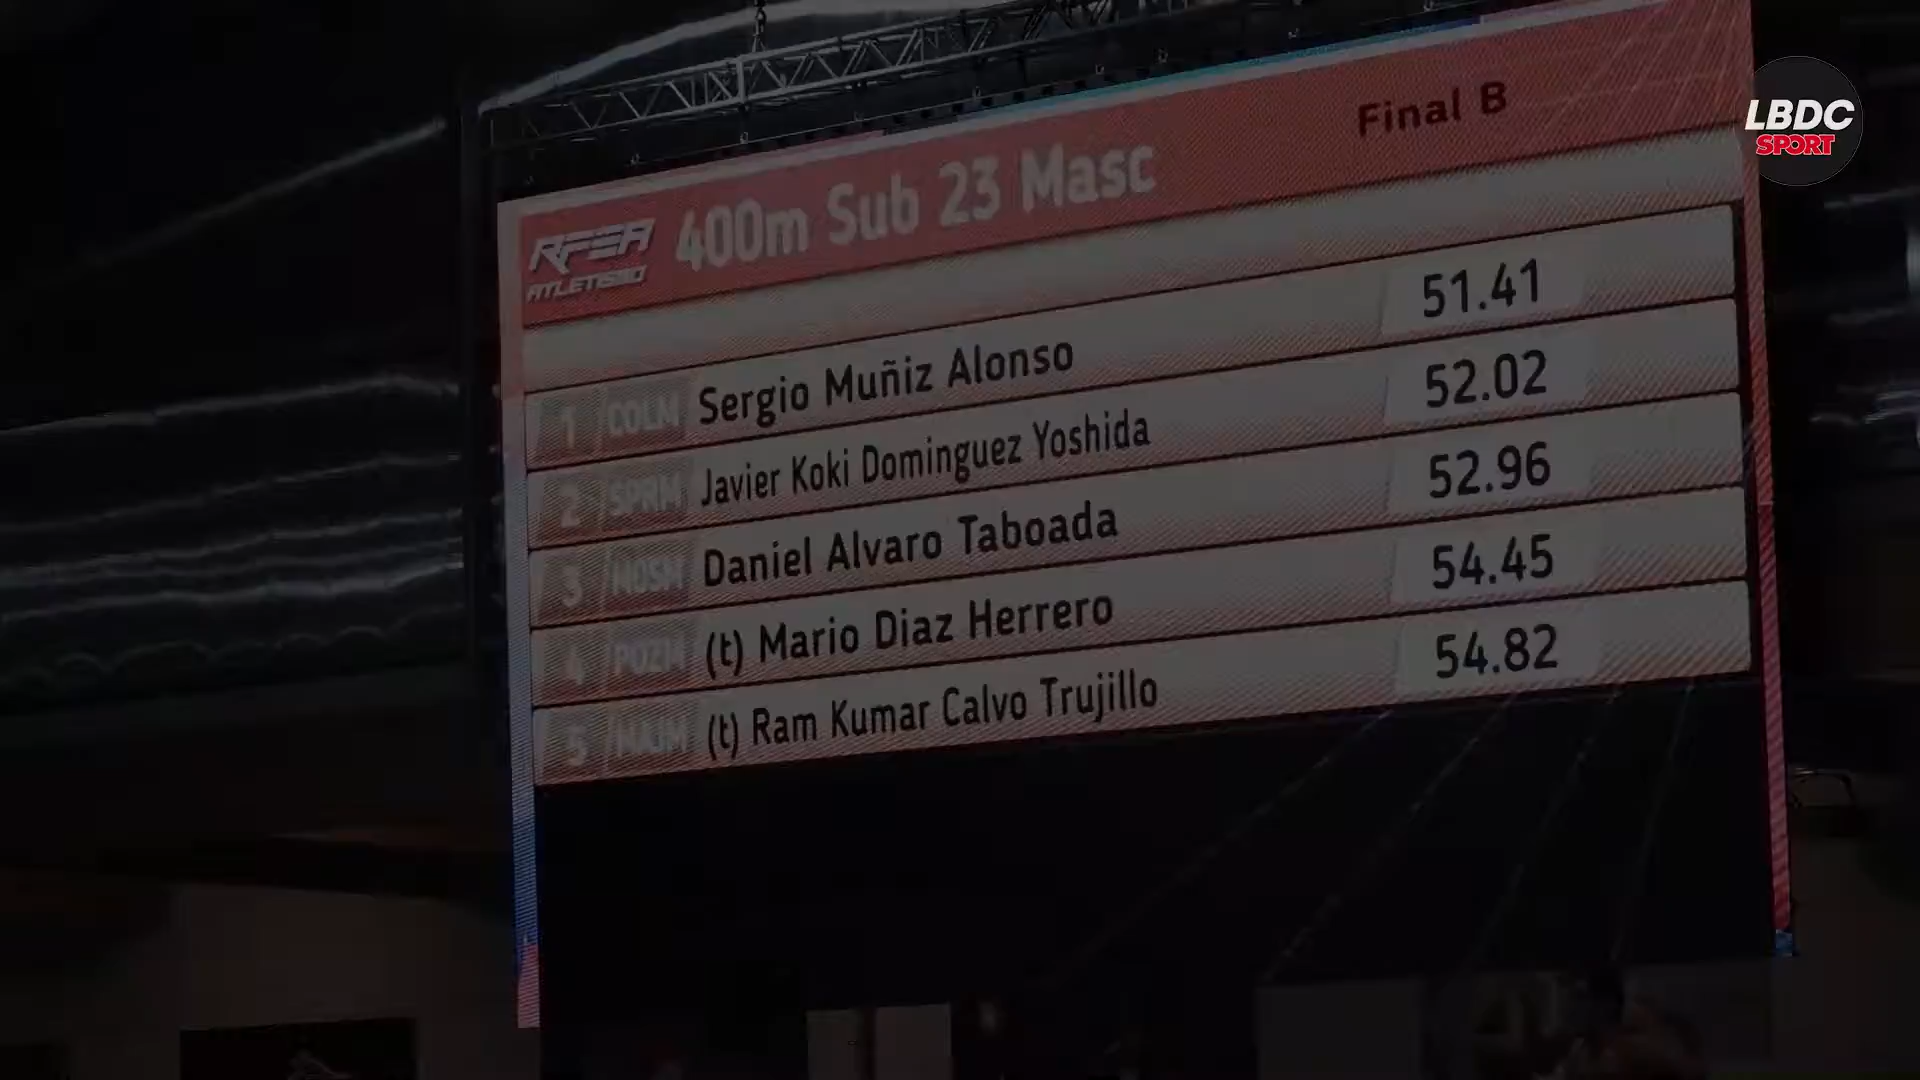 LBDC
SPORT
Final B
RFEA
ATLETISMO
400m Sub 23 Masc
1 COLM Sergio Muñiz Alonso 51.41
2 SPRM Javier Koki Dominguez Yoshida 52.02
3 Daniel Alvaro Taboada 52.96
4 POZM (t) Mario Diaz Herrero 54.45
5 (t) Ram Kumar Calvo Trujillo 54.82